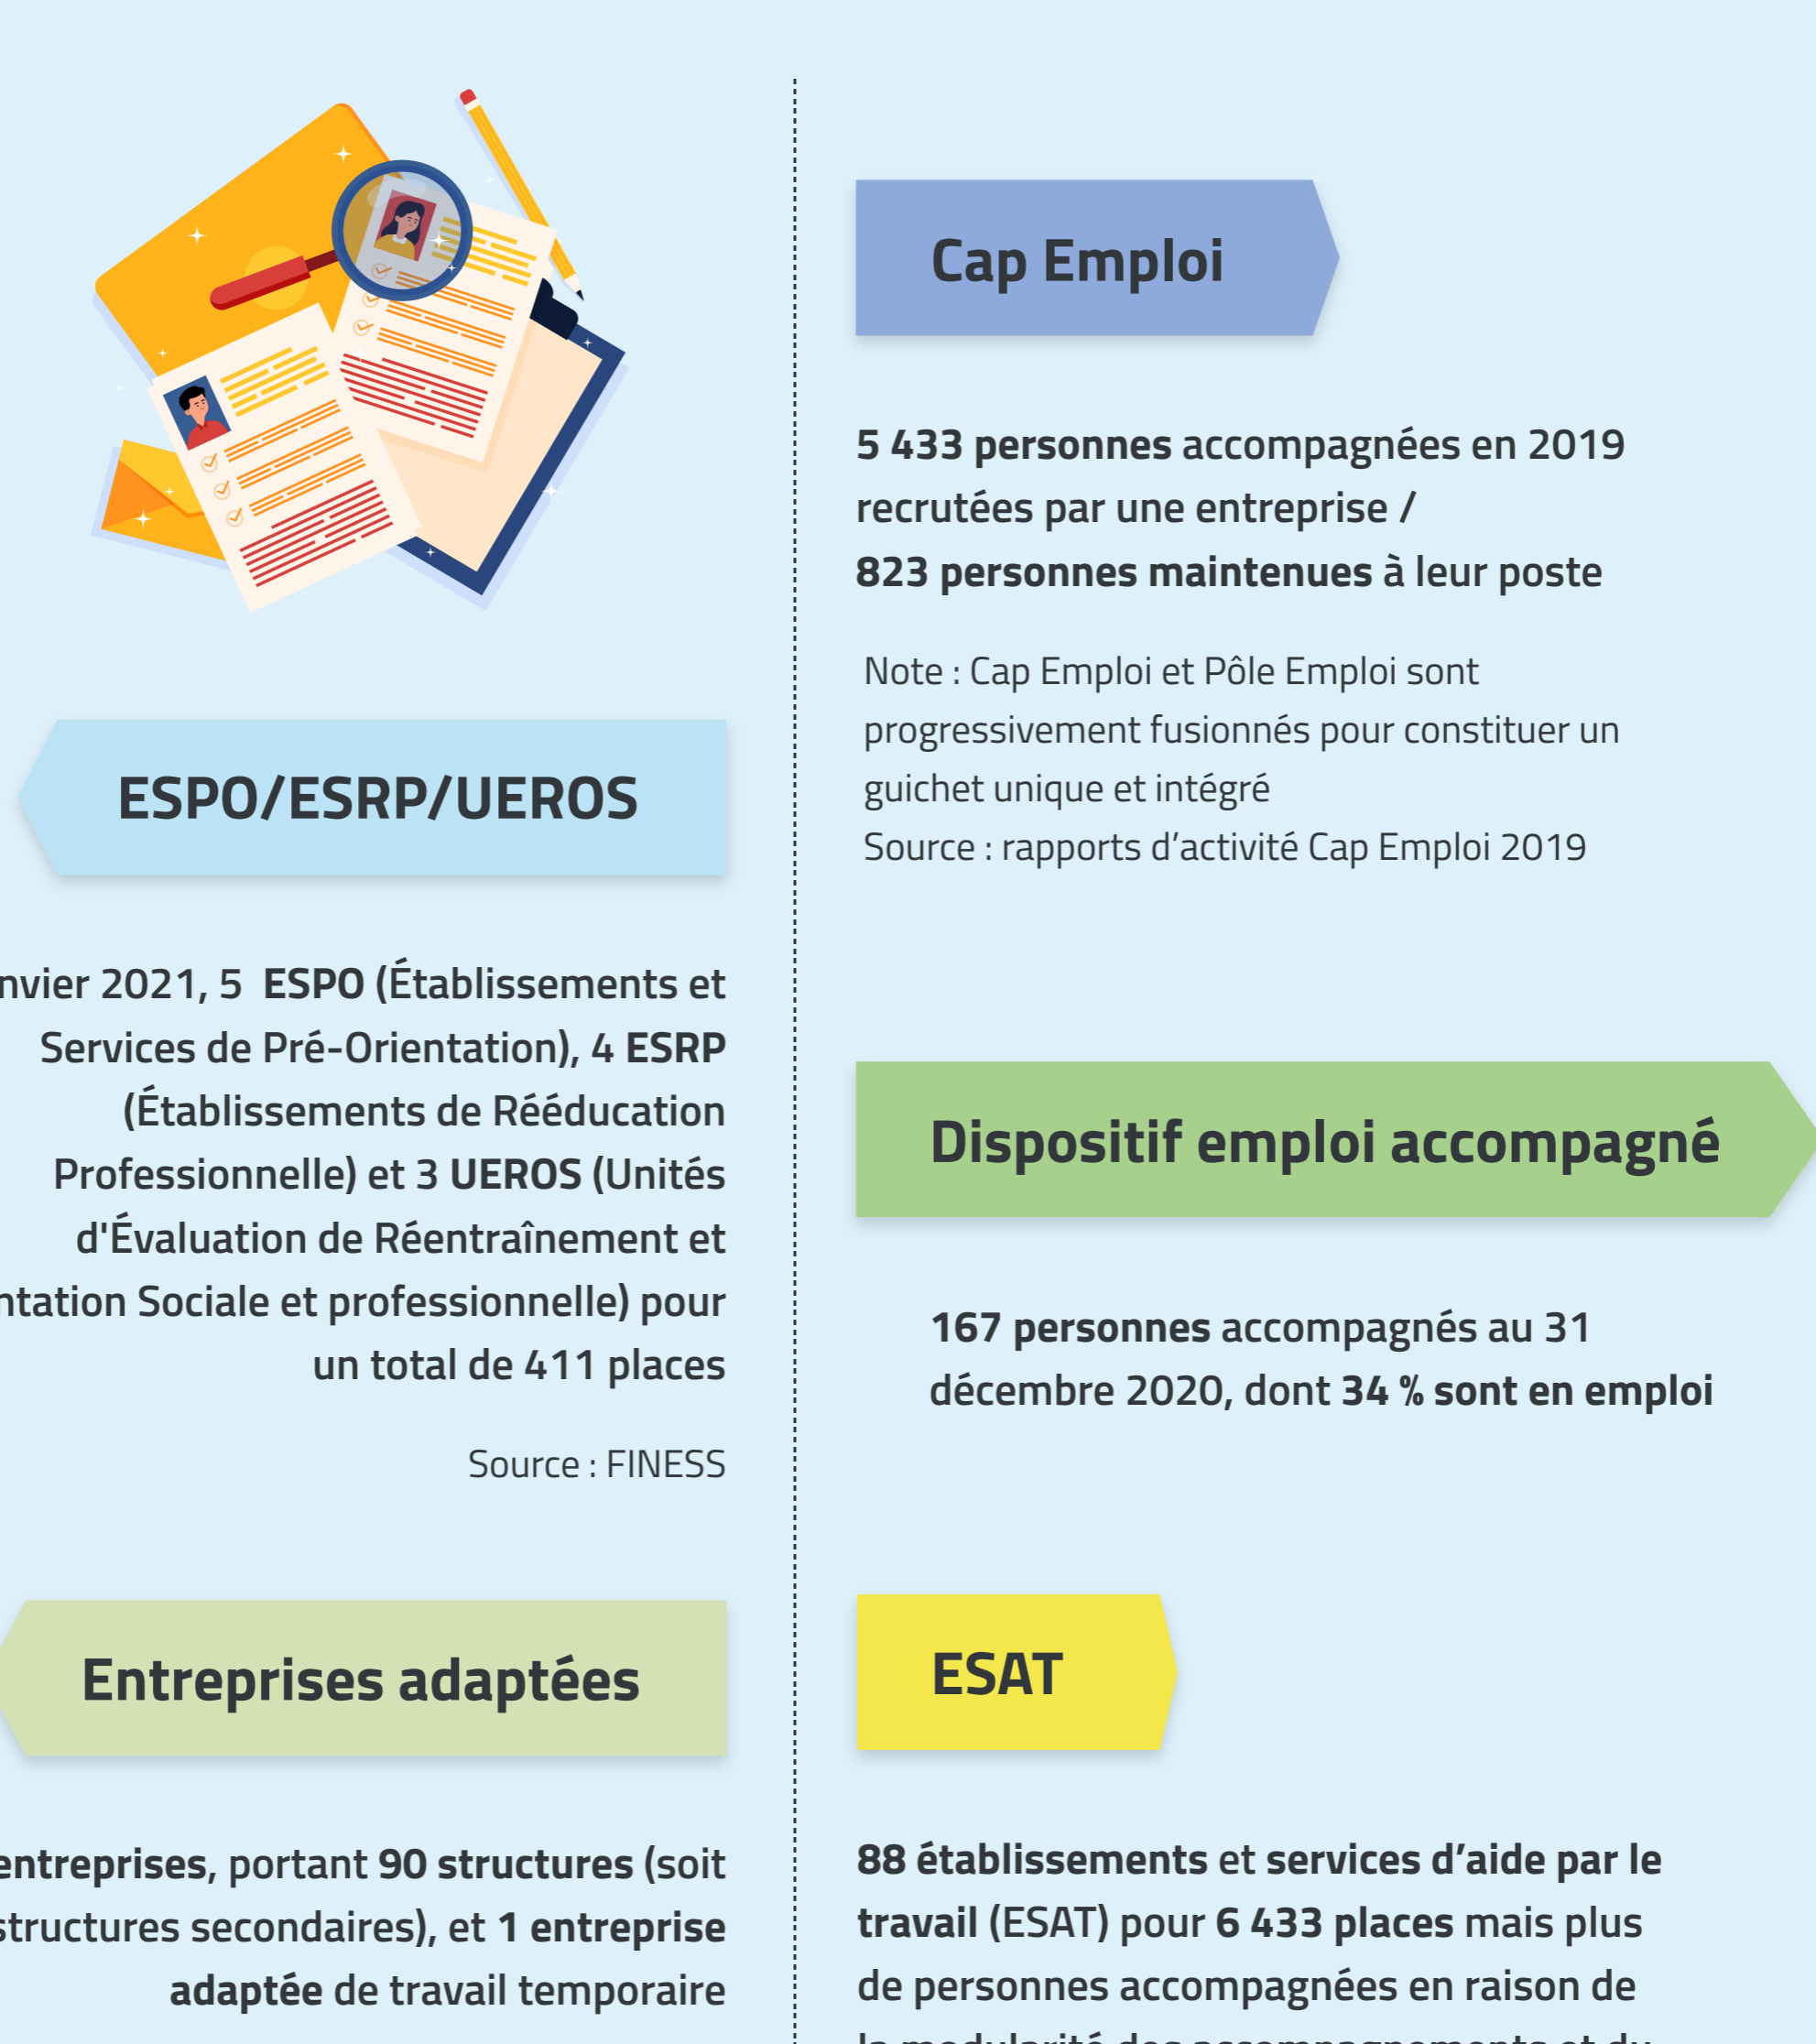 ESPO/ESRP/UEROS
2021, 5 ESPO (Établissements et
Services de Pré-Orientation), 4 ESRP
(Établissements de Rééducation
Professionnelle) et 3 UEROS (Unités
d'Évaluation de Réentraînement et
Sociale et professionnelle) pour
un total de 411 places
Source : FINESS
Entreprises adaptées
entreprises, portant 90 structures (soit
structures secondaires), et 1 entreprise
adaptée de travail temporaire
Cap Emploi
5 433 personnes accompagnées en 2019
recrutées par une entreprise /
823 personnes maintenues à leur poste
Note : Cap Emploi et Pôle Emploi sont
progressivement fusionnés pour constituer un
guichet unique et intégré
Source : rapports d’activité Cap Emploi 2019
Dispositif emploi accompagné
167 personnes accompagnés au 31
décembre 2020, dont 34 % sont en emploi
ESAT
88 établissements et services d’aide par le
travail (ESAT) pour 6 433 places mais plus
de personnes accompagnées en raison de